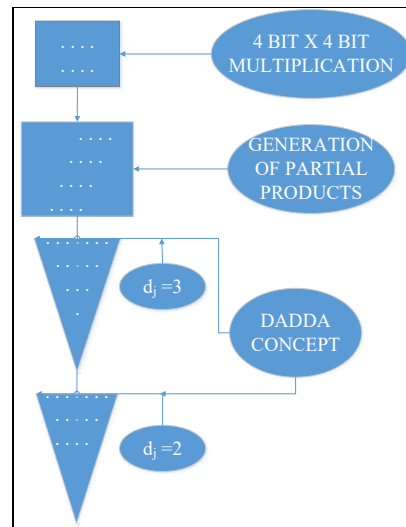 4 BIT X 4 BIT
MULTIPLICATION
GENERATION
OF PARTIAL
PRODUCTS
dj =3
DADDA
CONCEPT
dj =2